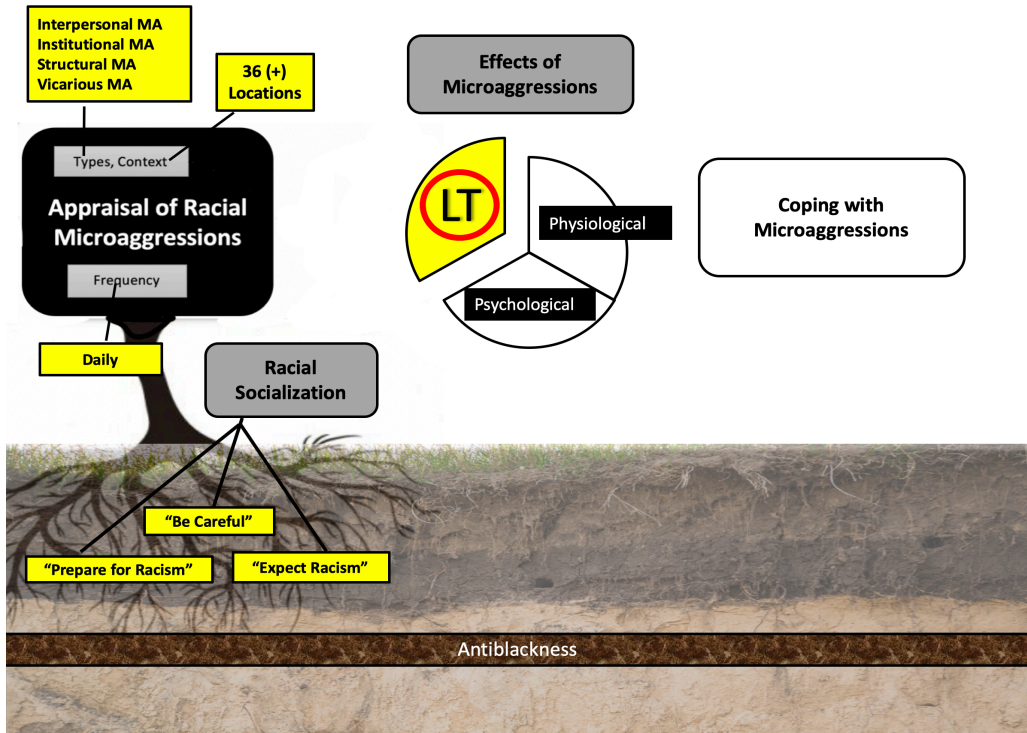 Interpersonal MA
Institutional MA
Structural MA
Vicarious MA
36 (+)
Locations
Types, Context
Appraisal of Racial
Microaggressions
Frequency
Daily
Effects of
Microaggressions
LT
Physiological
Psychological
Coping with
Microaggressions
Racial
Socialization
“Be Careful”
“Prepare for Racism”
“Expect Racism”
Antiblackness